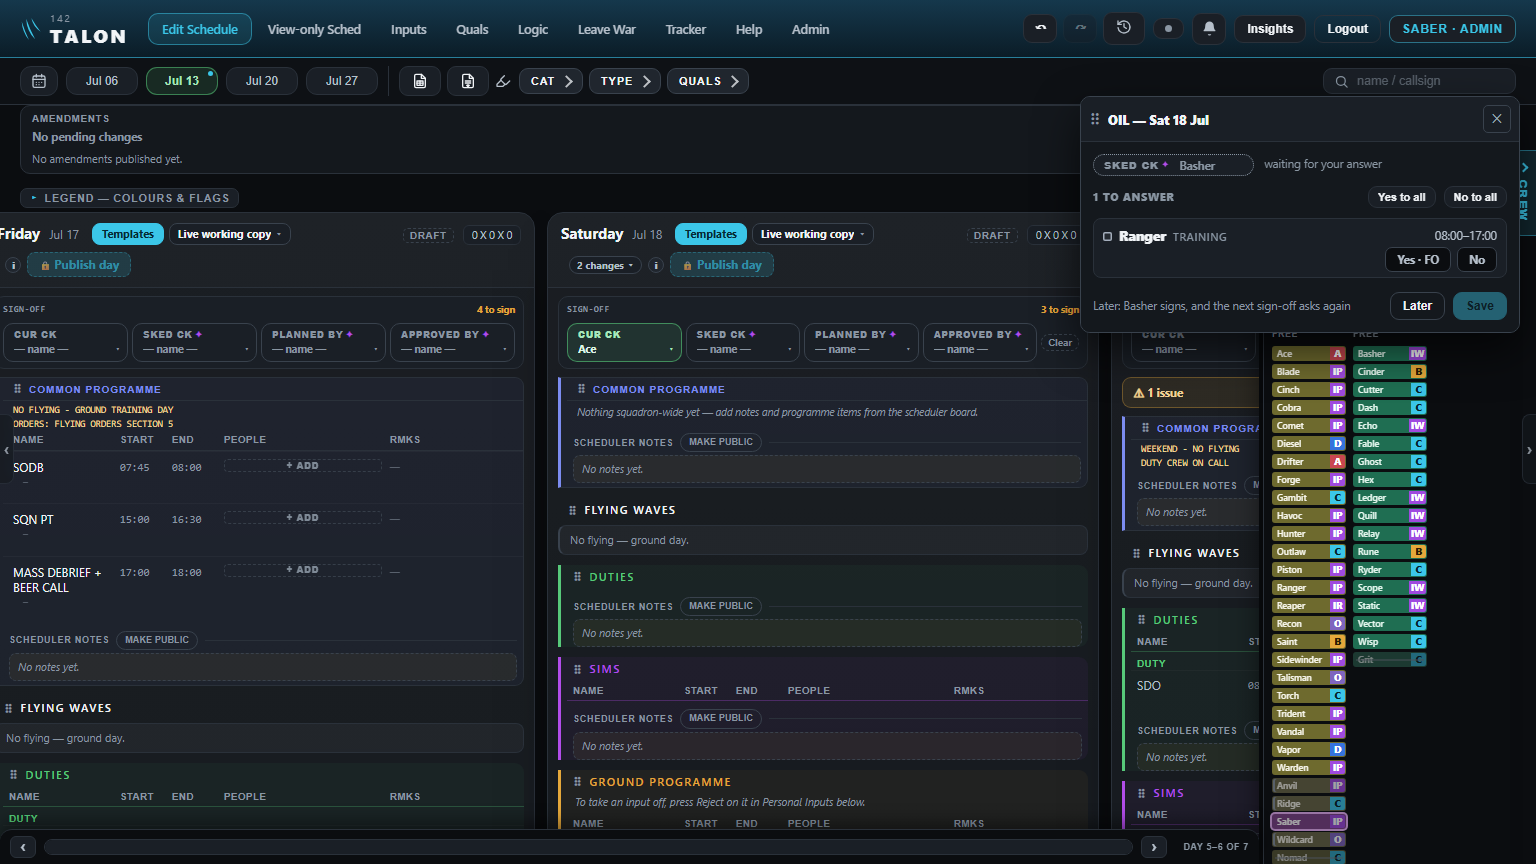 142
TALON
Edit Schedule
View-only Sched
Inputs
Quals
Logic
Leave War
Tracker
Help
Admin
Insights
Logout
SABER · ADMIN
Jul 06
Jul 13
Jul 20
Jul 27
CAT
TYPE
QUALS
name / callsign
AMENDMENTS
No pending changes
No amendments published yet.
LEGEND — COLOURS & FLAGS
OIL — Sat 18 Jul
SKED CK Basher
waiting for your answer
1 TO ANSWER
Yes to all
No to all
Ranger TRAINING
08:00–17:00
Yes · FO
No
Later: Basher signs, and the next sign-off asks again
Later
Save
CREW
Friday Jul 17
Templates
Live working copy
DRAFT
0X0X0
Publish day
SIGN-OFF
4 to sign
CUR CK
— name —
SKED CK
— name —
PLANNED BY
— name —
APPROVED BY
— name —
COMMON PROGRAMME
NO FLYING - GROUND TRAINING DAY
ORDERS: FLYING ORDERS SECTION 5
NAME START END PEOPLE RMKS
SODB 07:45 08:00 + ADD —
—
SQN PT 15:00 16:30 + ADD —
—
MASS DEBRIEF + BEER CALL 17:00 18:00 + ADD —
—
SCHEDULER NOTES MAKE PUBLIC
No notes yet.
FLYING WAVES
No flying — ground day.
DUTIES
NAME START END PEOPLE RMKS
DUTY
Saturday Jul 18
Templates
Live working copy
DRAFT
0X0X0
2 changes
Publish day
SIGN-OFF
3 to sign
CUR CK
Ace
SKED CK
— name —
PLANNED BY
— name —
APPROVED BY
— name —
Clear
COMMON PROGRAMME
Nothing squadron-wide yet — add notes and programme items from the scheduler board.
SCHEDULER NOTES MAKE PUBLIC
No notes yet.
FLYING WAVES
No flying — ground day.
DUTIES
SCHEDULER NOTES MAKE PUBLIC
No notes yet.
SIMS
NAME START END PEOPLE RMKS
SCHEDULER NOTES MAKE PUBLIC
No notes yet.
GROUND PROGRAMME
To take an input off, press Reject on it in Personal Inputs below.
NAME START END PEOPLE RMKS
CUR CK
— name —
1 issue
COMMON PROGRA
WEEKEND - NO FLYING
DUTY CREW ON CALL
SCHEDULER NOTES M
No notes yet.
FLYING WAVES
No flying — ground day.
DUTIES
NAME ST
DUTY
SDO 08
SCHEDULER NOTES M
No notes yet.
SIMS
NAME ST
FREE
Ace A
Blade IP
Cinch IP
Cobra IP
Comet IP
Diesel D
Drifter A
Forge IP
Gambit C
Havoc IP
Hunter IP
Outlaw C
Piston IP
Ranger IP
Reaper IR
Recon O
Saint B
Sidewinder IP
Talisman O
Torch C
Trident IP
Vandal IP
Vapor D
Warden IP
Anvil IP
Ridge C
Saber IP
Wildcard O
Nomad C
FREE
Basher IW
Cinder B
Cutter C
Dash C
Echo IW
Fable C
Ghost C
Hex C
Ledger IW
Quill IW
Relay IW
Rune B
Ryder C
Scope IW
Static IW
Vector C
Wisp C
Grit C
DAY 5–6 OF 7